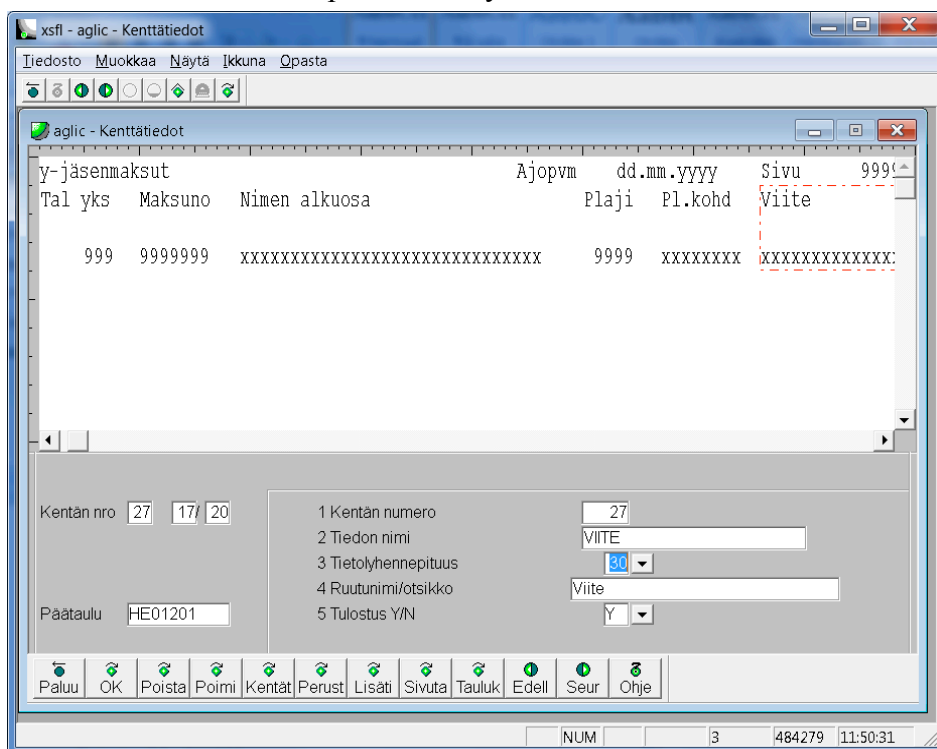 xsfl - aglic - Kenttätiedot
Tiedosto Muokkaa Näytä Ikkuna Opasta
aglic - Kenttätiedot
y-jäsenmaksut Ajopvm dd.mm.yyyy Sivu 9999
Tal yks Maksuno Nimen alkuosa Plaji Pl.kohd Viite
999 9999999 xxxxxxxxxxxxxxxxxxxxxxxxxxxxxx 9999 xxxxxxxx xxxxxxxxxxxxxx
Kentän nro 27 17/ 20 1 Kentän numero 27
2 Tiedon nimi VIITE
3 Tietolyhennepituus 30
4 Ruutunimi/otsikko Viite
Päätaulu HE01201 5 Tulostus Y/N Y
Paluu OK Poista Poimi Kentät Perust Lisäti Sivuta Tauluk Edell Seur Ohje
NUM 3 484279 11:50:31